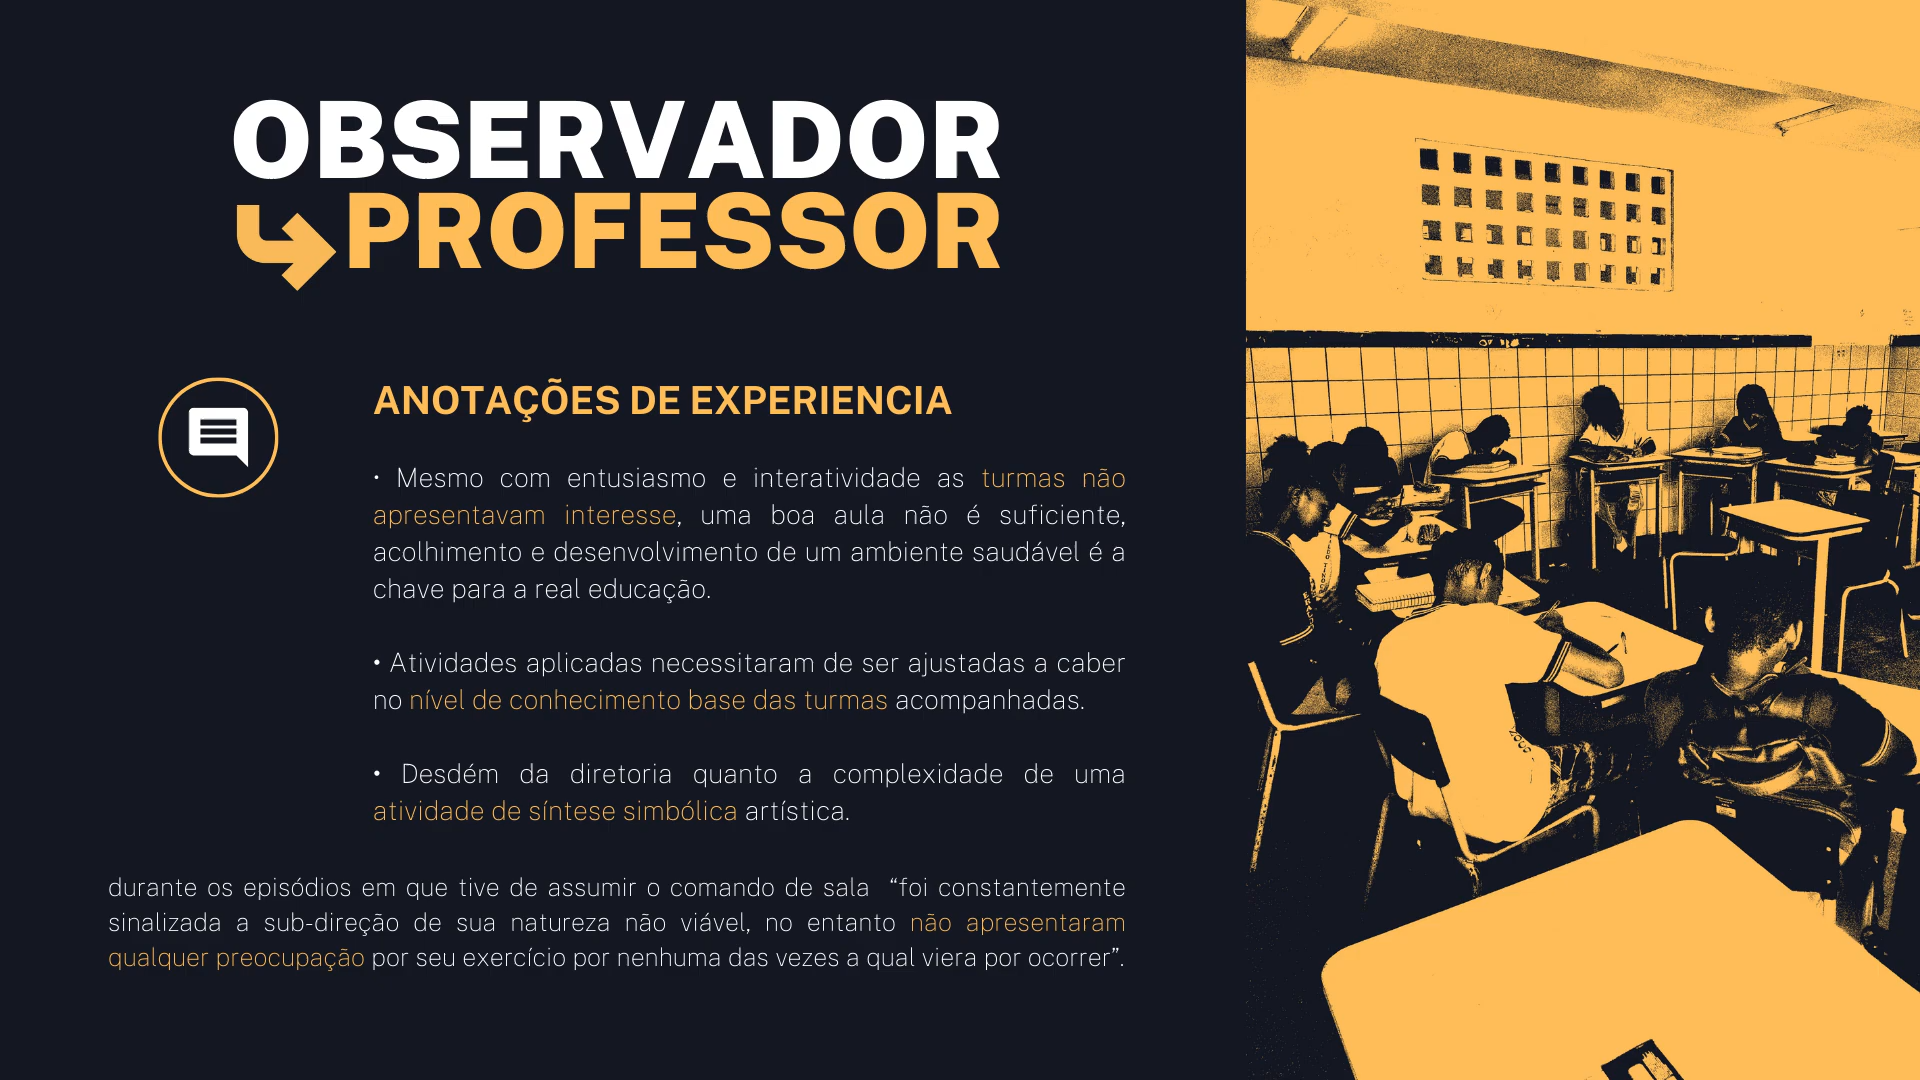 OBSERVADOR
PROFESSOR
ANOTAÇÕES DE EXPERIENCIA
• Mesmo com entusiasmo e interatividade as turmas não
apresentavam interesse, uma boa aula não é suficiente,
acolhimento e desenvolvimento de um ambiente saudável é a
chave para a real educação.
• Atividades aplicadas necessitaram de ser ajustadas a caber
no nível de conhecimento base das turmas acompanhadas.
• Desdém da diretoria quanto a complexidade de uma
atividade de síntese simbólica artística.
durante os episódios em que tive de assumir o comando de sala “foi constantemente
sinalizada a sub-direção de sua natureza não viável, no entanto não apresentaram
qualquer preocupação por seu exercício por nenhuma das vezes a qual viera por ocorrer”.